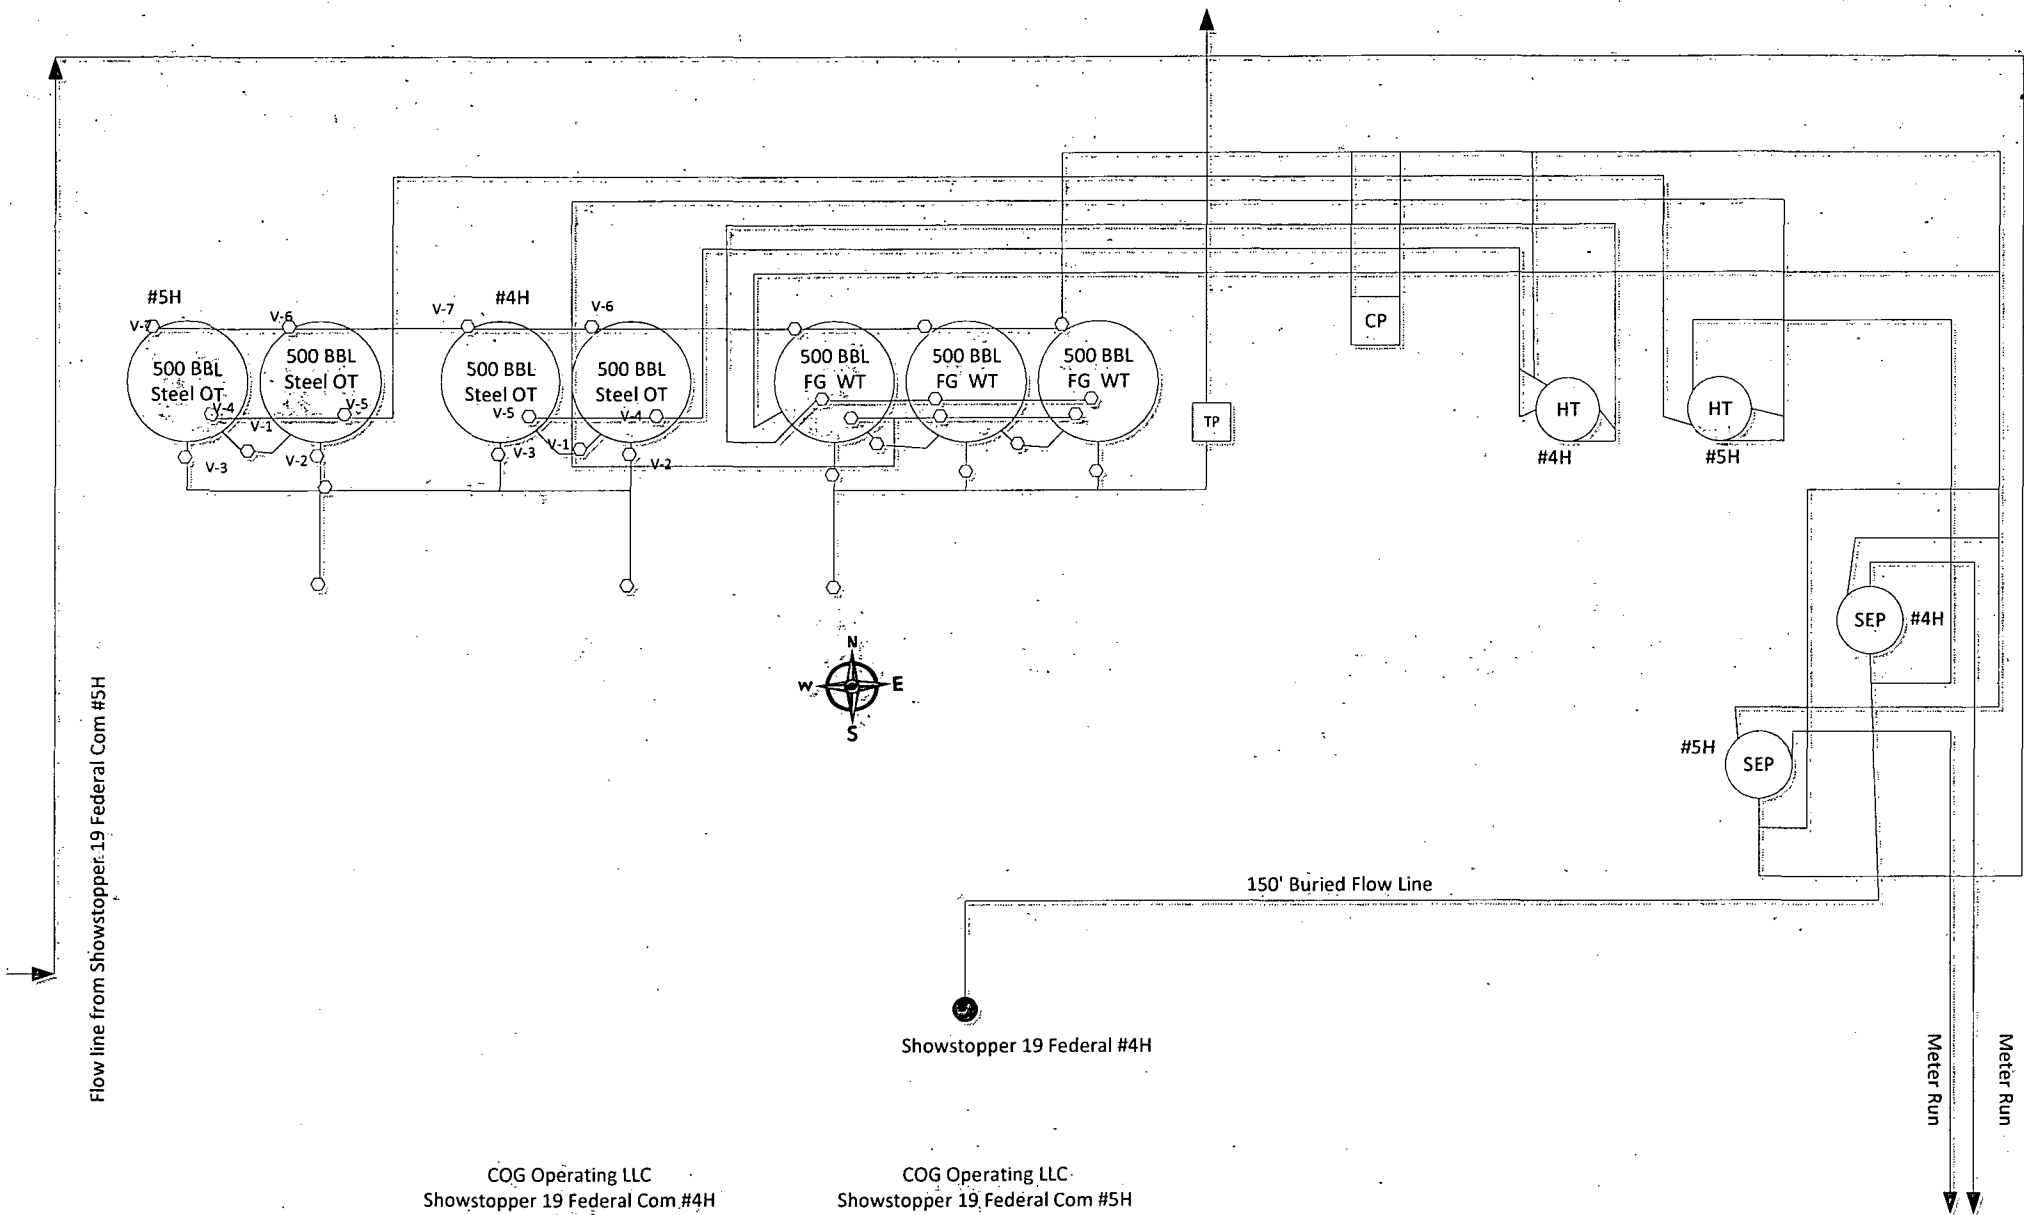 #5H
#4H
V-7
V-6
V-7
V-6
500 BBL
Steel OT
500 BBL
Steel OT
500 BBL
Steel OT
500 BBL
Steel OT
500 BBL
FG WT
500 BBL
FG WT
500 BBL
FG WT
CP
TP
HT
#4H
HT
#5H
V-4
V-5
V-1
V-3
V-2
V-5
V-4
V-1
V-3
V-2
SEP
#4H
#5H
SEP
N
W
E
S
150' Buried Flow Line
Showstopper 19 Federal #4H
Flow line from Showstopper 19 Federal Com #5H
Meter Run
Meter Run
COG Operating LLC
Showstopper 19 Federal Com #4H
COG Operating LLC
Showstopper 19 Federal Com #5H